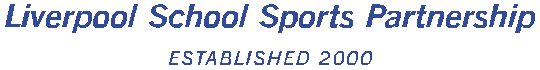 Liverpool School Sports Partnership
ESTABLISHED 2000